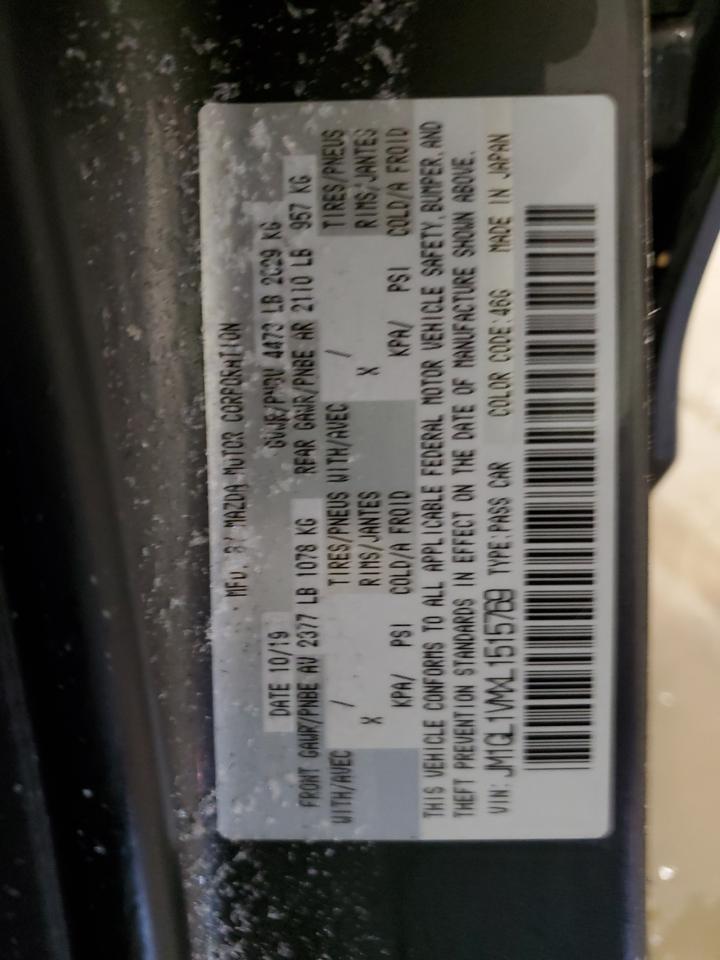 MFD. BY MAZDA MOTOR CORPORATION
DATE 10/19 GVWR/PNBV 4473 LB 2029 KG
FRONT GAWR/PNBE AV 2377 LB 1078 KG REAR GAWR/PNBE AR 2110 LB 957 KG
WITH/AVEC / TIRES/PNEUS WITH/AVEC / TIRES/PNEUS
X RIMS/JANTES X RIMS/JANTES
KPA/ PSI COLD/A FROID KPA/ PSI COLD/A FROID
THIS VEHICLE CONFORMS TO ALL APPLICABLE FEDERAL MOTOR VEHICLE SAFETY, BUMPER, AND
THEFT PREVENTION STANDARDS IN EFFECT ON THE DATE OF MANUFACTURE SHOWN ABOVE.
VIN: JM1GL1VMXL1515769 TYPE:PASS CAR COLOR CODE:46G MADE IN JAPAN